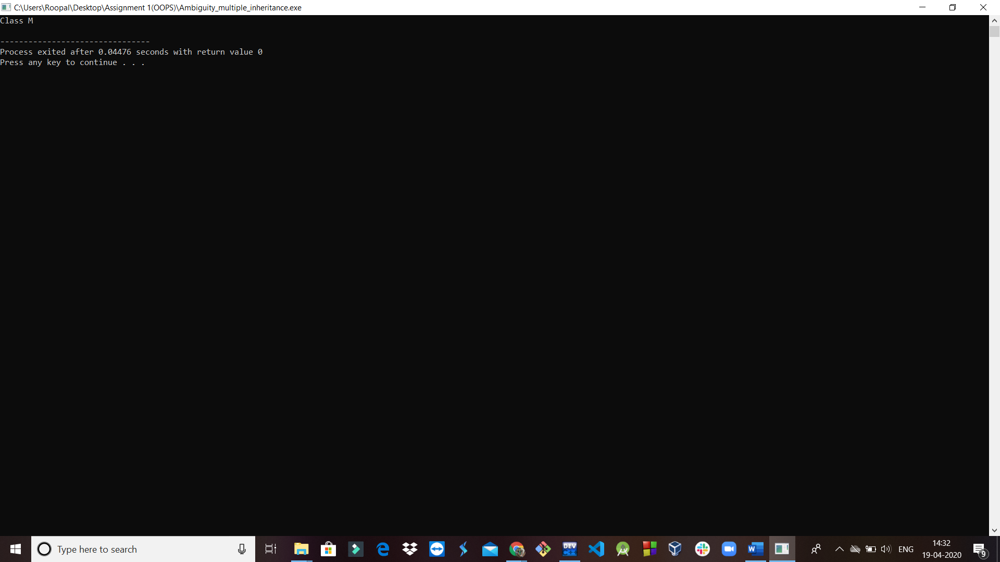 C:\Users\Roopal\Desktop\Assignment 1(OOPS)\Ambiguity_multiple_inheritance.exe
Class M
--------------------------------
Process exited after 0.04476 seconds with return value 0
Press any key to continue . . .
Type here to search
DEV
C++
W
ENG
14:32
19-04-2020
9